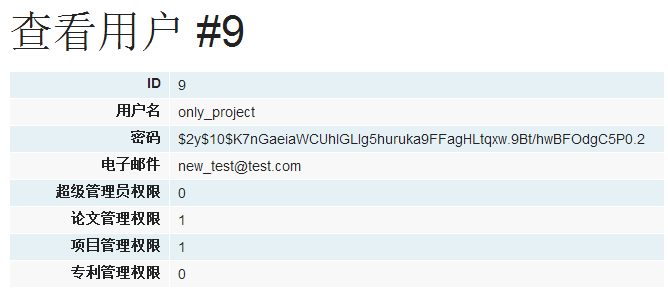 查看用户 #9
ID 9
用户名 only_project
密码 $2y$10$K7nGaeiaWCUhlGLlg5huruka9FFagHLtqxw.9Bt/hwBFOdgC5P0.2
电子邮件 new_test@test.com
超级管理员权限 0
论文管理权限 1
项目管理权限 1
专利管理权限 0